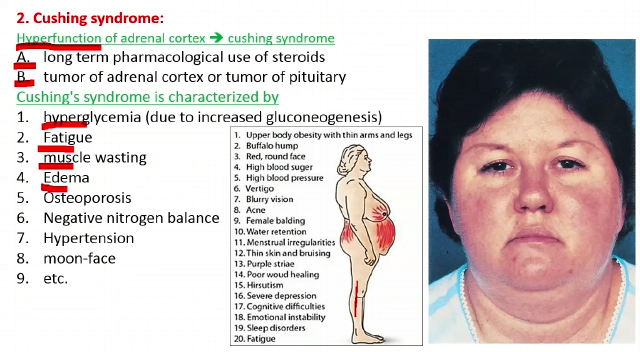 2. Cushing syndrome:
Hyperfunction of adrenal cortex ➔ cushing syndrome
A. long term pharmacological use of steroids
B. tumor of adrenal cortex or tumor of pituitary
Cushing's syndrome is characterized by
1. hyperglycemia (due to increased gluconeogenesis)
2. Fatigue
3. muscle wasting
4. Edema
5. Osteoporosis
6. Negative nitrogen balance
7. Hypertension
8. moon-face
9. etc.
1. Upper body obesity with thin arms and legs
2. Buffalo hump
3. Red, round face
4. High blood suger
5. High blood pressure
6. Vertigo
7. Blurry vision
8. Acne
9. Female balding
10. Water retention
11. Menstrual irregularities
12. Thin skin and bruising
13. Purple striae
14. Poor woud healing
15. Hirsutism
16. Severe depression
17. Cognitive difficulties
18. Emotional instability
19. Sleep disorders
20. Fatigue